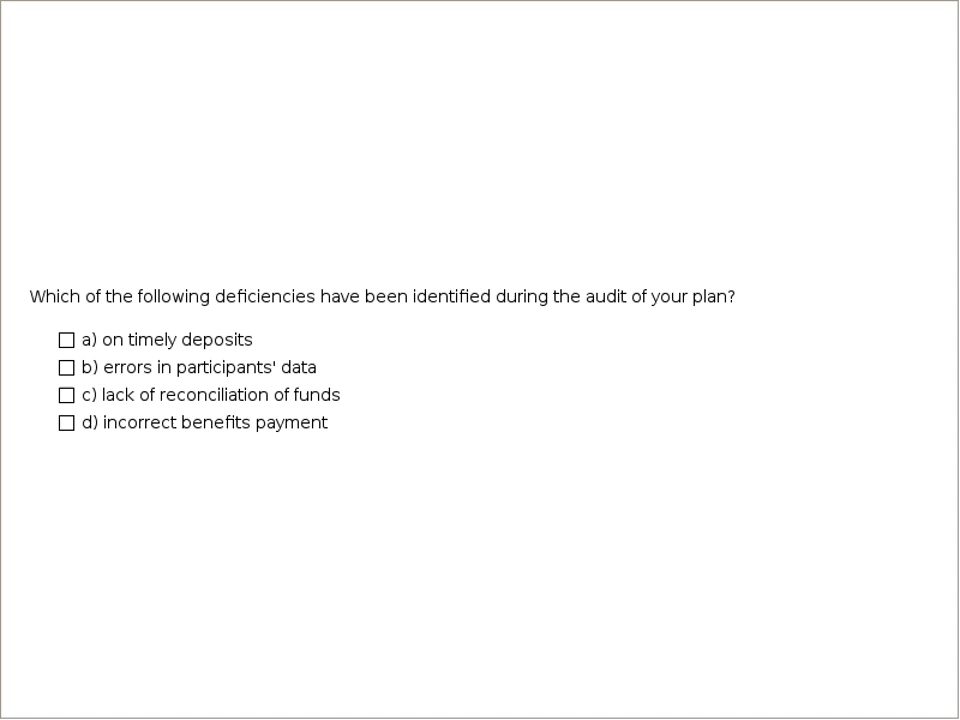 Which of the following deficiencies have been identified during the audit of your plan?
a) on timely deposits
b) errors in participants' data
c) lack of reconciliation of funds
d) incorrect benefits payment